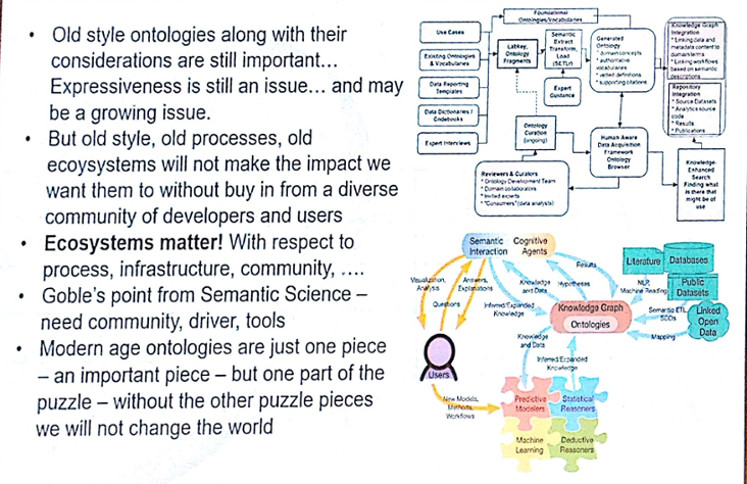 • Old style ontologies along with their
considerations are still important...
Expressiveness is still an issue... and may
be a growing issue.
• But old style, old processes, old
ecoysystems will not make the impact we
want them to without buy in from a diverse
community of developers and users
• Ecosystems matter! With respect to
process, infrastructure, community, ....
• Goble's point from Semantic Science –
need community, driver, tools
• Modern age ontologies are just one piece
– an important piece – but one part of the
puzzle – without the other puzzle pieces
we will not change the world
Foundational
Ontologies/Vocabularies
Use Cases
Existing Ontologies
& Vocabularies
Data Reporting
Templates
Data Dictionaries /
Codebooks
Expert Interviews
Labkey,
Ontology
Fragments
Semantic
Extract
Transform,
Load
(SETLr)
Expert
Guidance
Generated
Ontology
* domain concepts
* authoritative
vocabularies
* vetted definitions
* supporting citations
Knowledge Graph
Integration
* Linking data and
metadata content to
domain terms
* Linking workflows
based on semantic
descriptions
Repository
Integration
* Source Datasets
* Analytics source
code
* Results
* Publications
Ontology
Curation
(ongoing)
Human Aware
Data Acquisition
Framework
Ontology
Browser
Reviewers & Curators
* Ontology Development Team
* Domain collaborators
* Invited experts
* "Consumers" (data analysts)
Knowledge-
Enhanced
Search
Finding what
is there that
might be of
use
Semantic
Interaction
Cognitive
Agents
Visualization,
Analysis
Answers,
Explanations
Questions
Users
Inferred/Expanded
Knowledge
Knowledge
and Data
Hypotheses
Results
Literature
Databases
Public
Datasets
Linked
Open
Data
NLP,
Machine Reading
Semantic ETL
Mapping
Knowledge Graph
Ontologies
Knowledge
and Data
Inferred/Expanded
Knowledge
New Models,
Methods,
Workflows
Predictive
Modelers
Statistical
Reasoners
Machine
Learning
Deductive
Reasoners